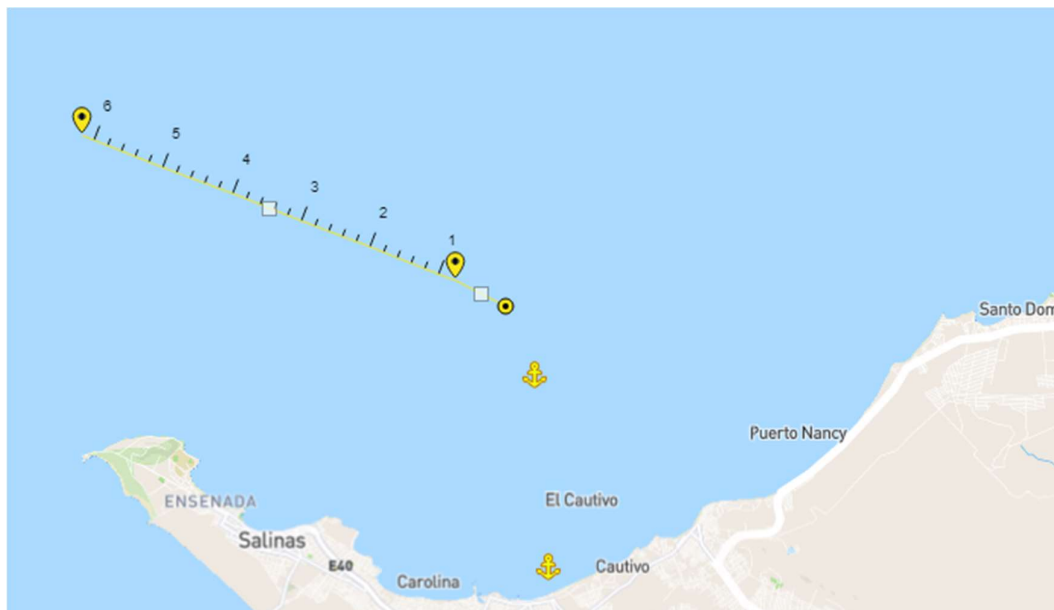 6
5
4
3
2
1
Santo Dom
Puerto Nancy
El Cautivo
ENSENADA
Salinas
E40
Cautivo
Carolina